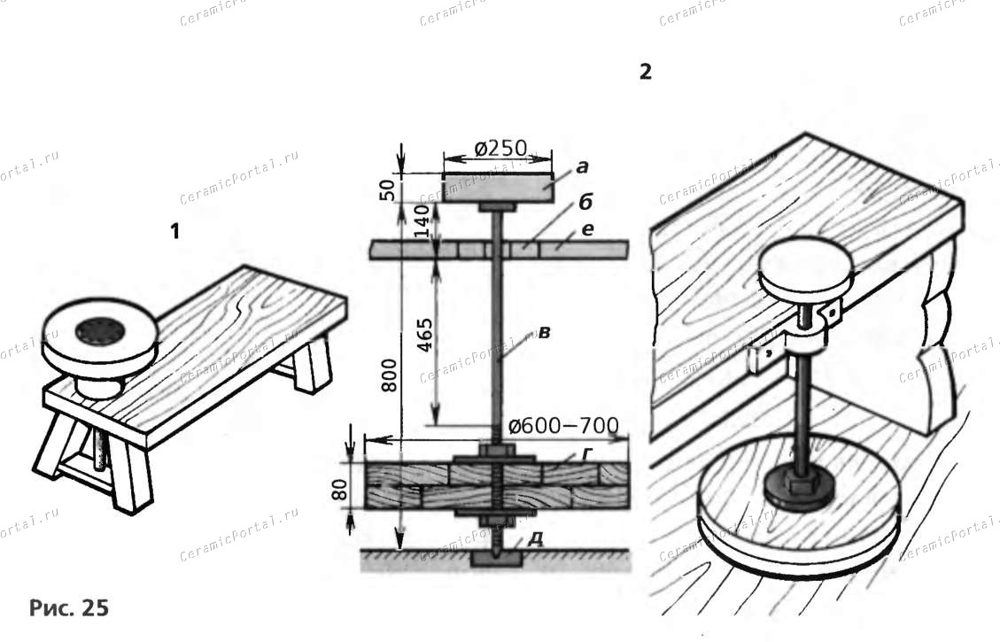 CeramicPortal.ru
2
Ø250
а
50
140
б
е
1
465
в
800
Ø600–700
г
80
д
Рис. 25